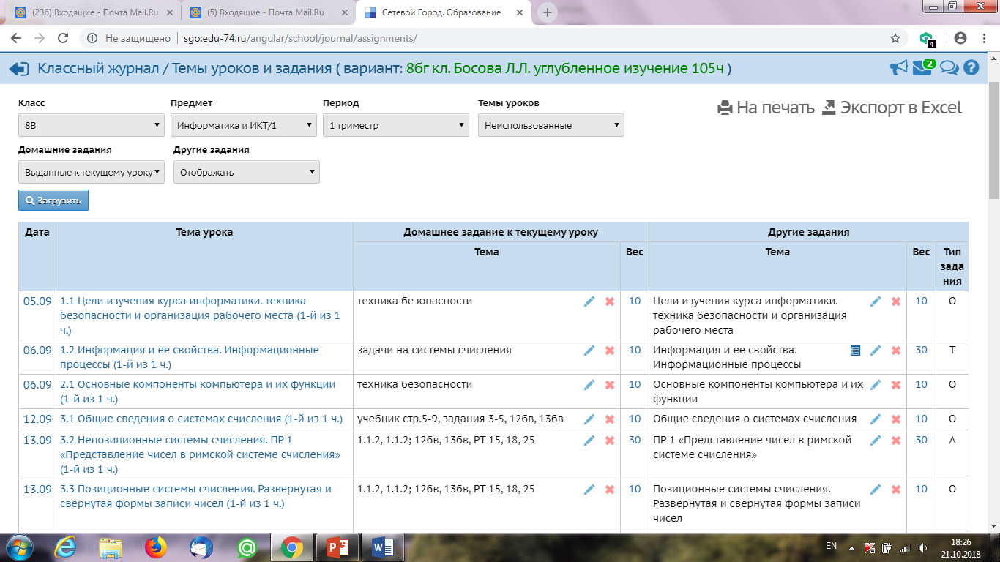 (236) Входящие - Почта Mail.Ru
(5) Входящие - Почта Mail.Ru
Сетевой Город. Образование
Не защищено
sgo.edu-74.ru/angular/school/journal/assignments/
4
Классный журнал / Темы уроков и задания ( вариант: 8бг кл. Босова Л.Л. углубленное изучение 105ч )
2
Класс
Предмет
Период
Темы уроков
На печать
Экспорт в Excel
8В
Информатика и ИКТ/1
1 триместр
Неиспользованные
Домашние задания
Другие задания
Выданные к текущему уроку
Отображать
Загрузить
Дата
Тема урока
Домашнее задание к текущему уроку
Другие задания
Тема
Вес
Тема
Вес
Тип
зада
ния
05.09
1.1 Цели изучения курса информатики. техника
безопасности и организация рабочего места (1-й из 1
ч.)
техника безопасности
10
Цели изучения курса информатики.
техника безопасности и организация
рабочего места
10
О
06.09
1.2 Информация и ее свойства. Информационные
процессы (1-й из 1 ч.)
задачи на системы счисления
10
Информация и ее свойства.
Информационные процессы
30
Т
06.09
2.1 Основные компоненты компьютера и их функции
(1-й из 1 ч.)
техника безопасности
10
Основные компоненты компьютера и их
функции
10
О
12.09
3.1 Общие сведения о системах счисления (1-й из 1 ч.)
учебник стр.5-9, задания 3-5, 12бв, 13бв
10
Общие сведения о системах счисления
10
О
13.09
3.2 Непозиционные системы счисления. ПР 1
«Представление чисел в римской системе счисления»
(1-й из 1 ч.)
1.1.2, 1.1.2; 12бв, 13бв, РТ 15, 18, 25
30
ПР 1 «Представление чисел в римской
системе счисления»
30
А
13.09
3.3 Позиционные системы счисления. Развернутая и
свернутая формы записи чисел (1-й из 1 ч.)
1.1.2, 1.1.2; 12бв, 13бв, РТ 15, 18, 25
10
Позиционные системы счисления.
Развернутая и свернутая формы записи
чисел
10
О
EN
18:26
21.10.2018